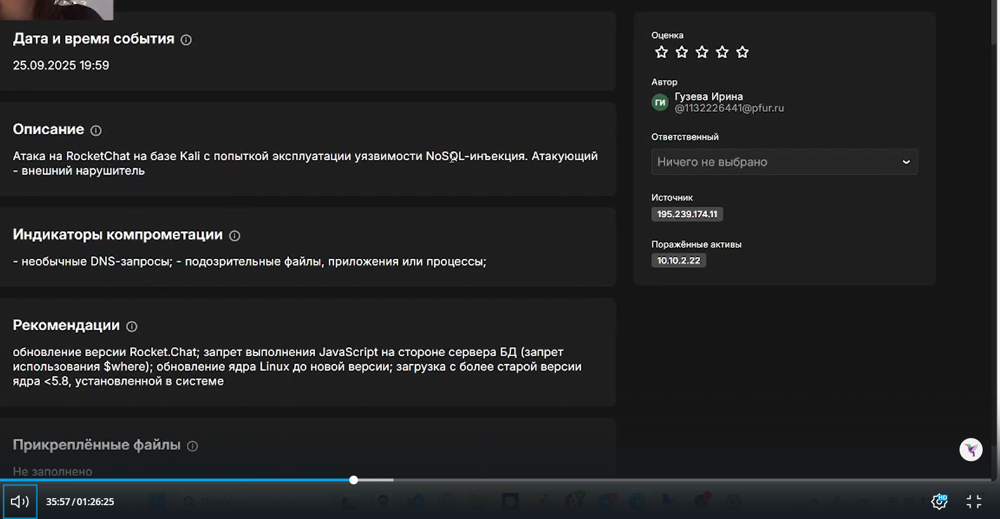 Дата и время события
25.09.2025 19:59
Описание
Атака на RocketChat на базе Kali с попыткой эксплуатации уязвимости NoSQL-инъекция. Атакующий
- внешний нарушитель
Индикаторы компрометации
- необычные DNS-запросы; - подозрительные файлы, приложения или процессы;
Рекомендации
обновление версии Rocket.Chat; запрет выполнения JavaScript на стороне сервера БД (запрет
использования $where); обновление ядра Linux до новой версии; загрузка с более старой версии
ядра <5.8, установленной в системе
Прикреплённые файлы
Не заполнено
Оценка
Автор
ГИ
Гузева Ирина
@1132226441@pfur.ru
Ответственный
Ничего не выбрано
Источник
195.239.174.11
Поражённые активы
10.10.2.22
35:57/01:26:25
Поиск
HD